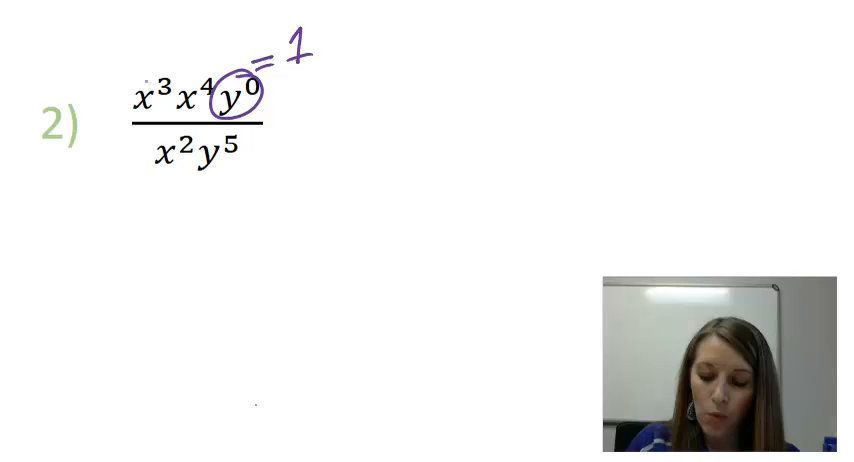 = 1
2) x³x⁴y⁰
x²y⁵